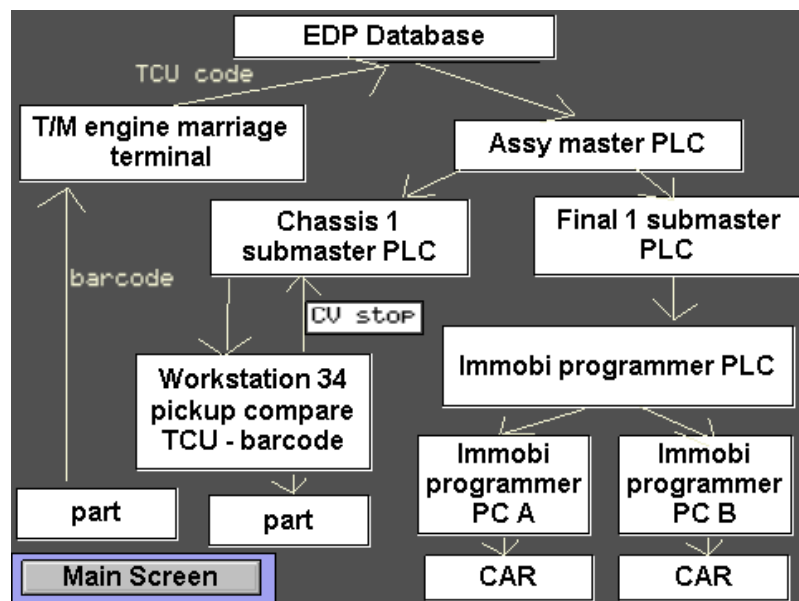 EDP Database
TCU code
T/M engine marriage
terminal
Assy master PLC
Chassis 1
submaster PLC
Final 1 submaster
PLC
barcode
CV stop
Workstation 34
pickup compare
TCU - barcode
Immobi programmer PLC
Immobi
programmer
PC A
Immobi
programmer
PC B
part
part
CAR
CAR
Main Screen